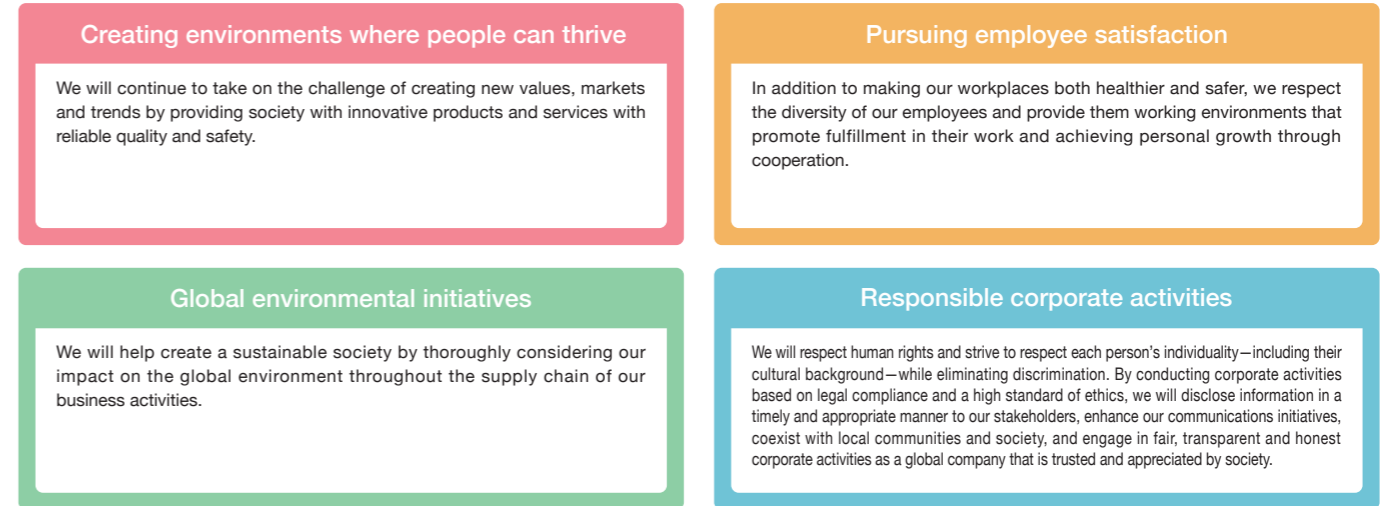 Creating environments where people can thrive
We will continue to take on the challenge of creating new values, markets
and trends by providing society with innovative products and services with
reliable quality and safety.
Pursuing employee satisfaction
In addition to making our workplaces both healthier and safer, we respect
the diversity of our employees and provide them working environments that
promote fulfillment in their work and achieving personal growth through
cooperation.
Global environmental initiatives
We will help create a sustainable society by thoroughly considering our
impact on the global environment throughout the supply chain of our
business activities.
Responsible corporate activities
We will respect human rights and strive to respect each person's individuality—including their
cultural background—while eliminating discrimination. By conducting corporate activities
based on legal compliance and a high standard of ethics, we will disclose information in a
timely and appropriate manner to our stakeholders, enhance our communications initiatives,
coexist with local communities and society, and engage in fair, transparent and honest
corporate activities as a global company that is trusted and appreciated by society.